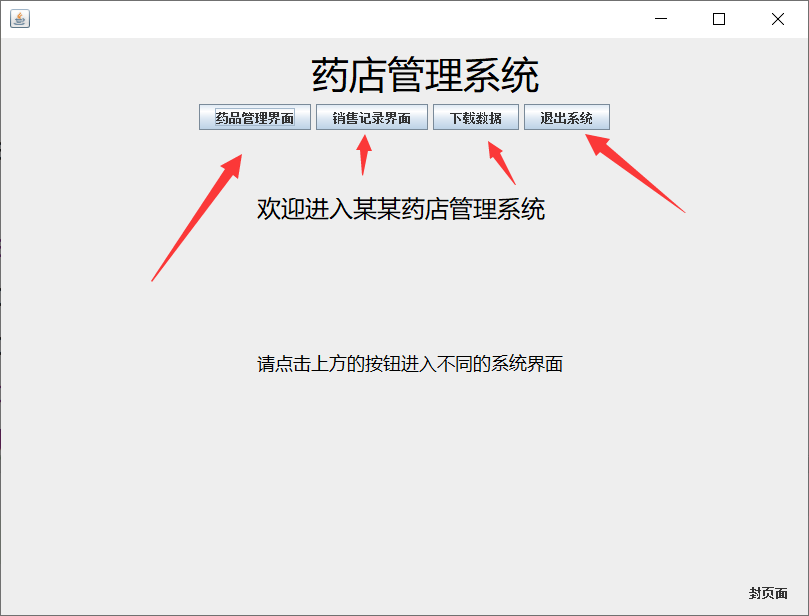 药店管理系统
药品管理界面 销售记录界面 下载数据 退出系统
欢迎进入某某药店管理系统
请点击上方的按钮进入不同的系统界面
封页面